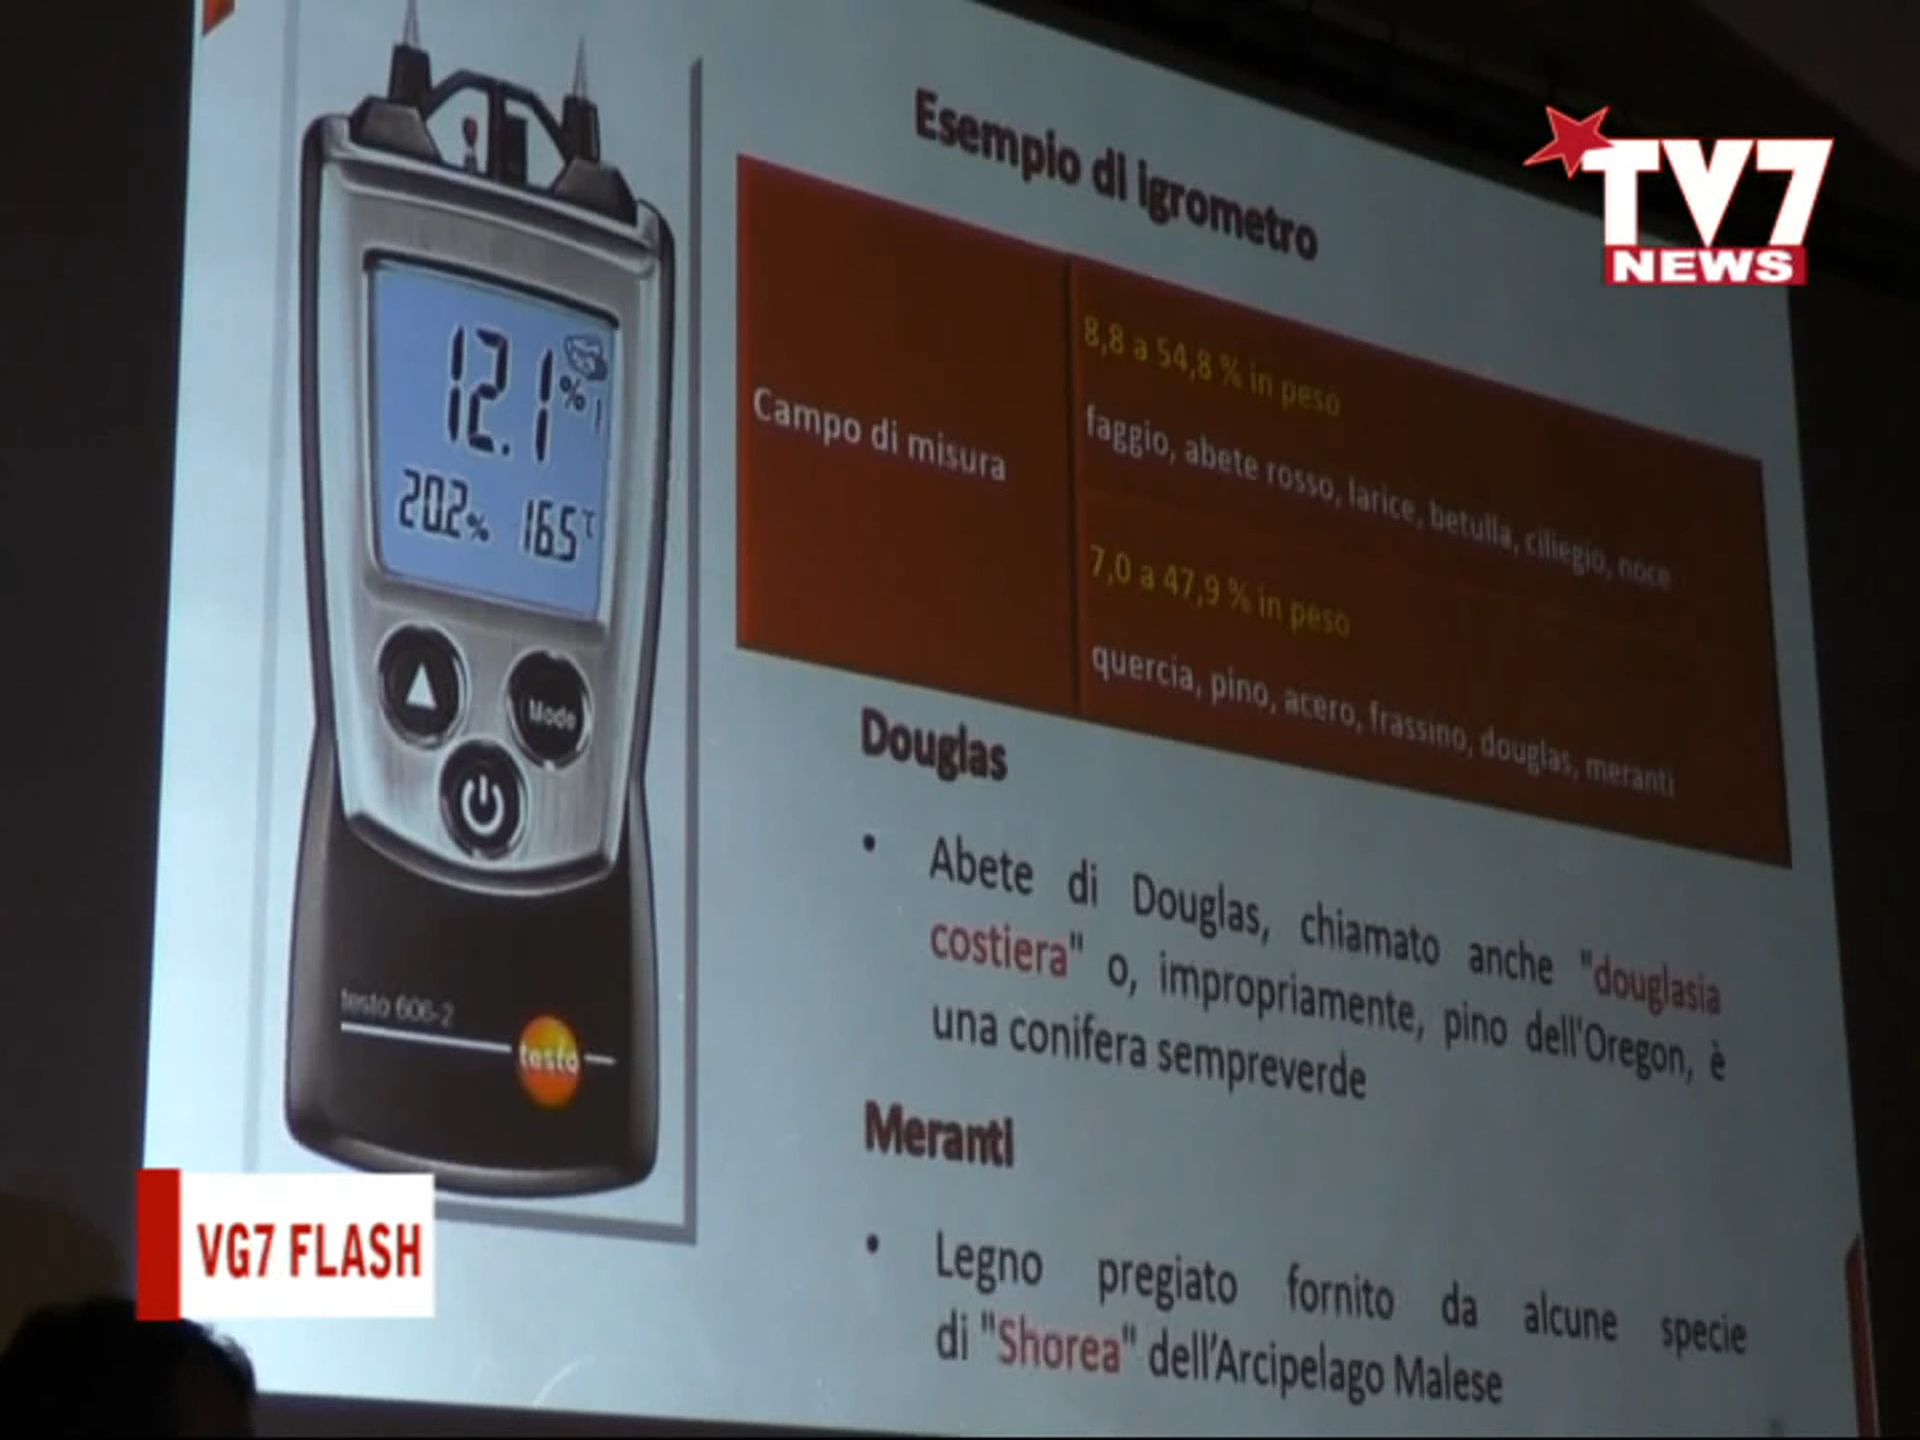 Esempio di igrometro
TV7
NEWS
12.1 %
20.2 % 16.5 °C
Mode
testo 606-2
testo
Campo di misura
8,8 a 54,8 % in peso
faggio, abete rosso, larice, betulla, ciliegio, noce
7,0 a 47,9 % in peso
quercia, pino, acero, frassino, douglas, meranti
Douglas
• Abete di Douglas, chiamato anche "douglasia
costiera" o, impropriamente, pino dell'Oregon, è
una conifera sempreverde
Meranti
• Legno pregiato fornito da alcune specie
di "Shorea" dell'Arcipelago Malese
VG7 FLASH